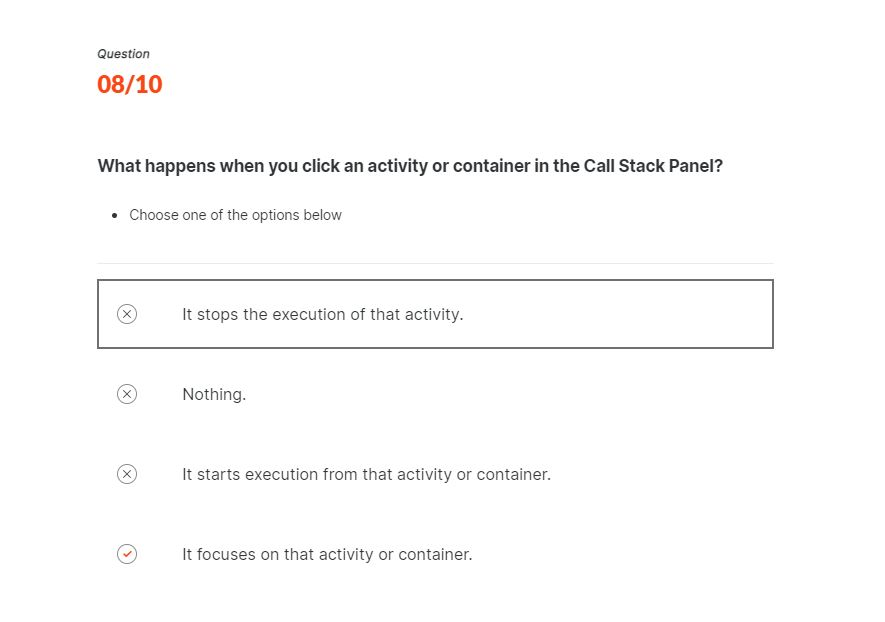 Question
08/10
What happens when you click an activity or container in the Call Stack Panel?
• Choose one of the options below
It stops the execution of that activity.
Nothing.
It starts execution from that activity or container.
It focuses on that activity or container.